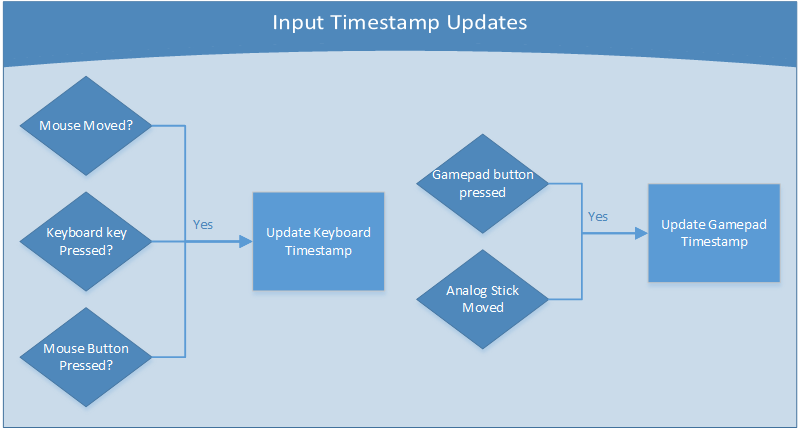 Input Timestamp Updates
Mouse Moved?
Keyboard key
Pressed?
Mouse Button
Pressed?
Yes
Update Keyboard
Timestamp
Gamepad button
pressed
Analog Stick
Moved
Yes
Update Gamepad
Timestamp